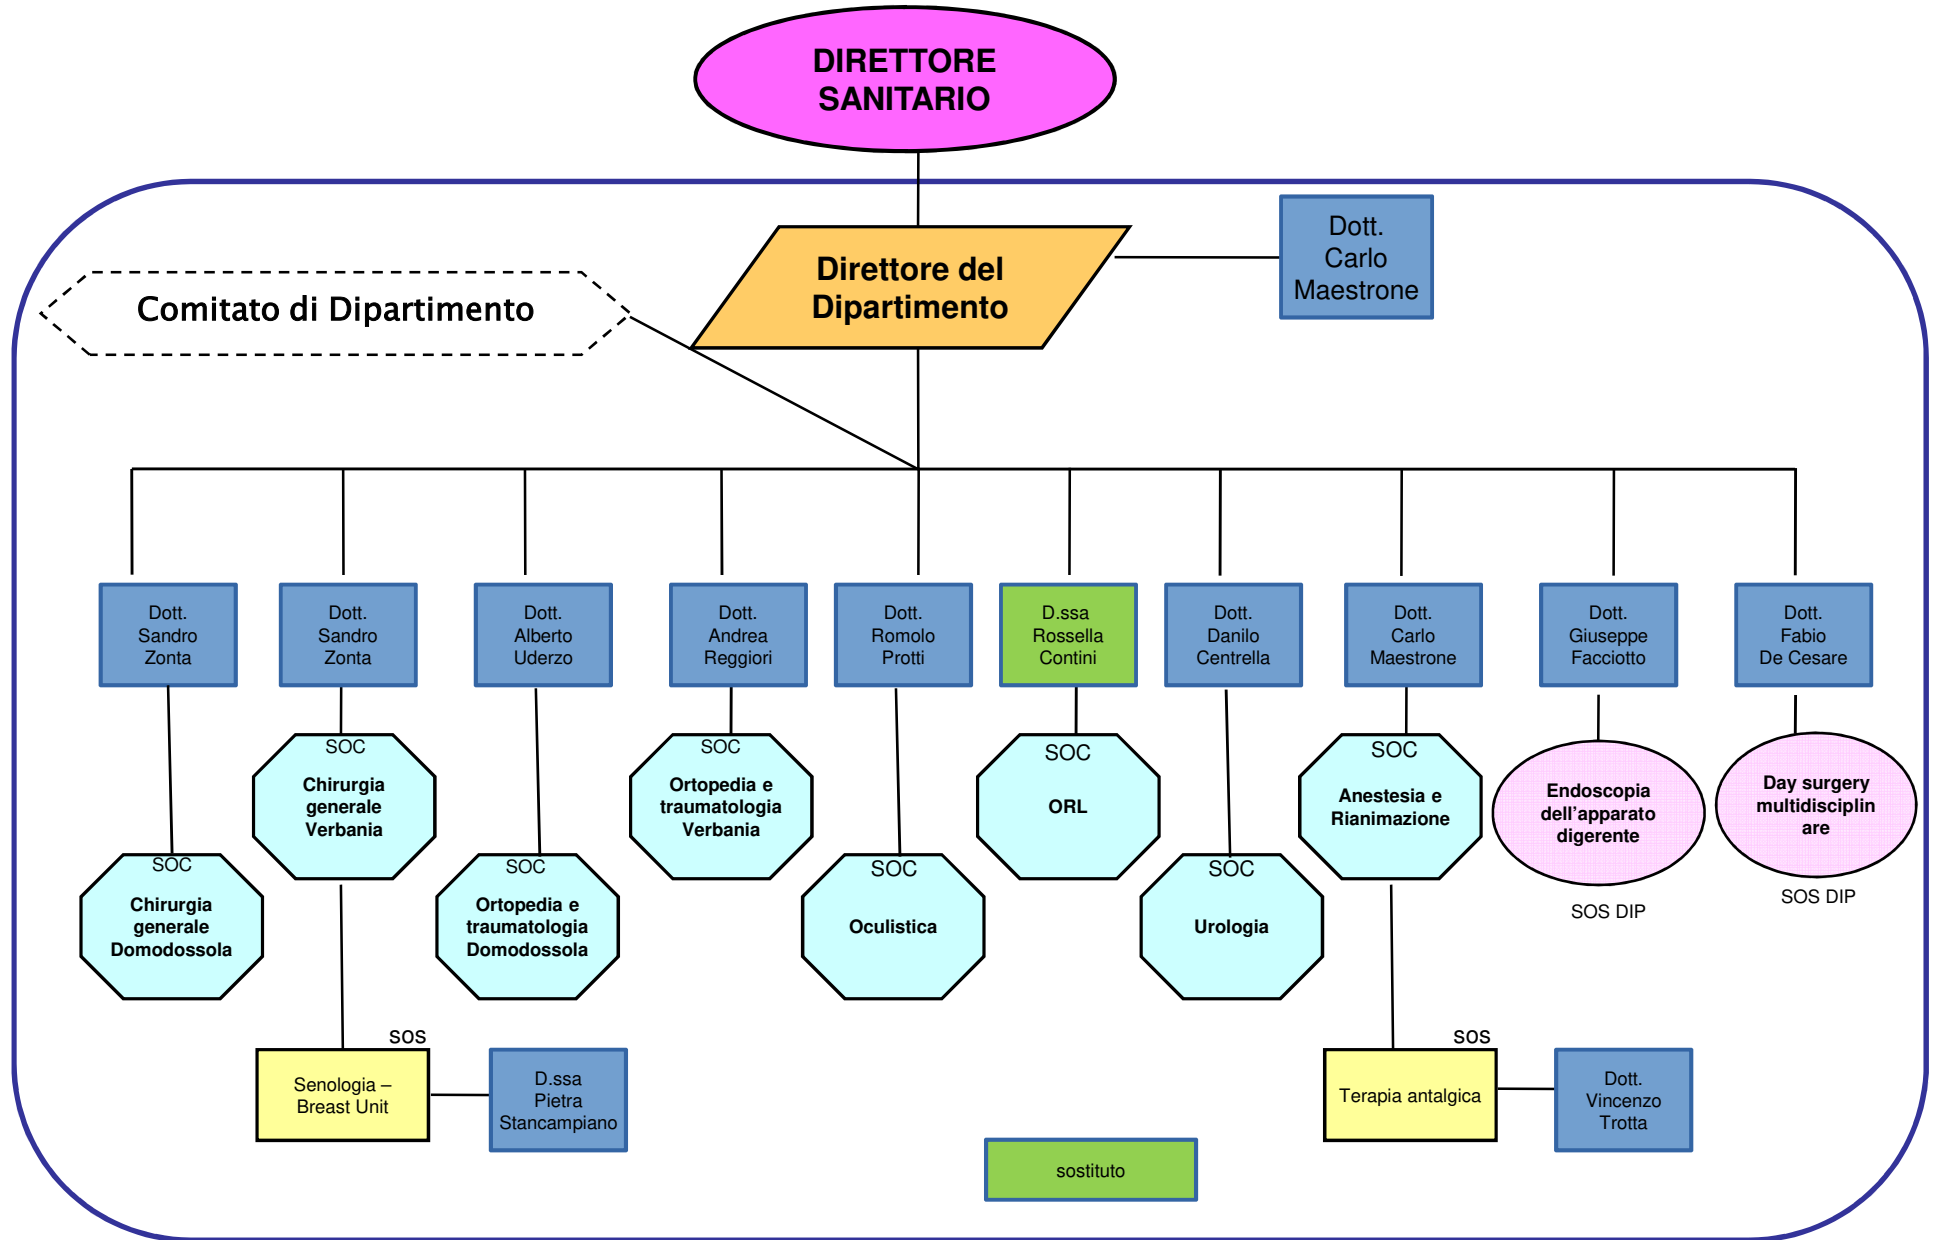 DIRETTORE
SANITARIO
Dott.
Carlo
Maestrone
Direttore del
Dipartimento
Comitato di Dipartimento
Dott.
Sandro
Zonta
Dott.
Sandro
Zonta
Dott.
Alberto
Uderzo
Dott.
Andrea
Reggiori
Dott.
Romolo
Protti
D.ssa
Rossella
Contini
Dott.
Danilo
Centrella
Dott.
Carlo
Maestrone
Dott.
Giuseppe
Facciotto
Dott.
Fabio
De Cesare
SOC
Chirurgia
generale
Domodossola
SOC
Chirurgia
generale
Verbania
SOC
Ortopedia e
traumatologia
Domodossola
SOC
Ortopedia e
traumatologia
Verbania
SOC
Oculistica
SOC
ORL
SOC
Urologia
SOC
Anestesia e
Rianimazione
Endoscopia
dell’apparato
digerente
SOS DIP
Day surgery
multidisciplin
are
SOS DIP
SOS
Senologia –
Breast Unit
D.ssa
Pietra
Stancampiano
SOS
Terapia antalgica
Dott.
Vincenzo
Trotta
sostituto